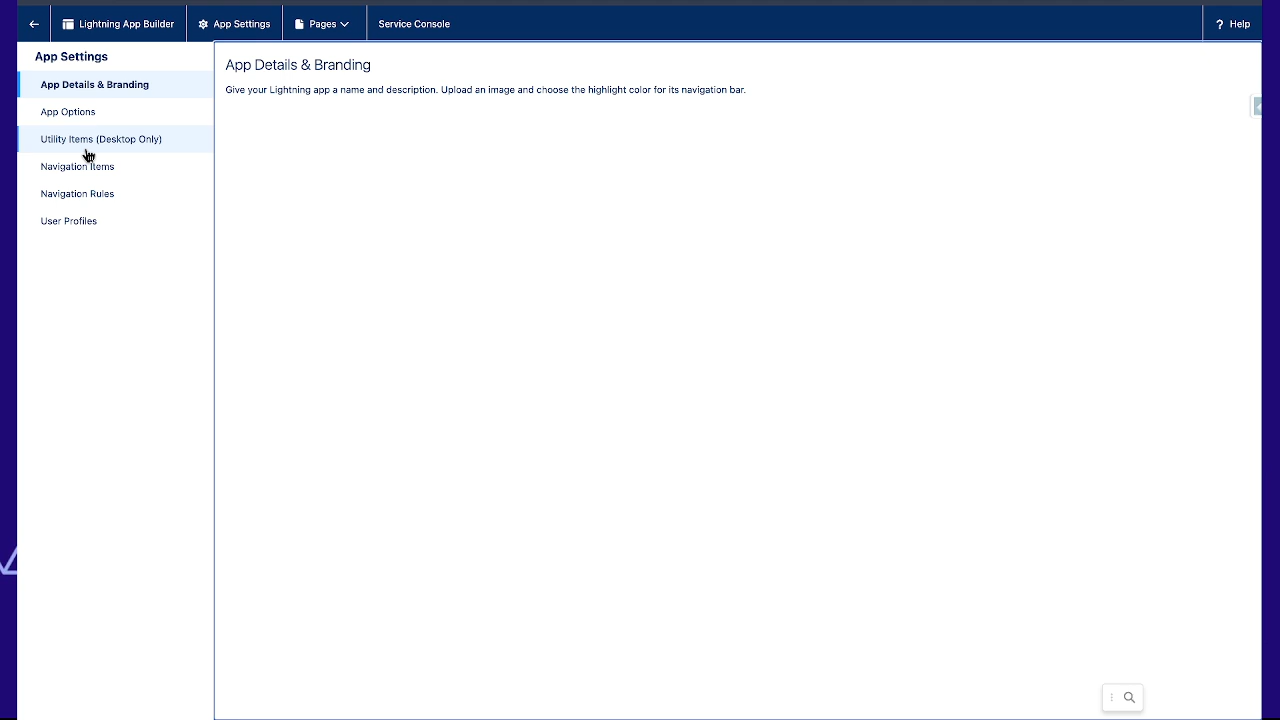 Lightning App Builder
App Settings
Pages
Service Console
? Help
App Settings
App Details & Branding
App Options
Utility Items (Desktop Only)
Navigation Items
Navigation Rules
User Profiles
App Details & Branding
Give your Lightning app a name and description. Upload an image and choose the highlight color for its navigation bar.